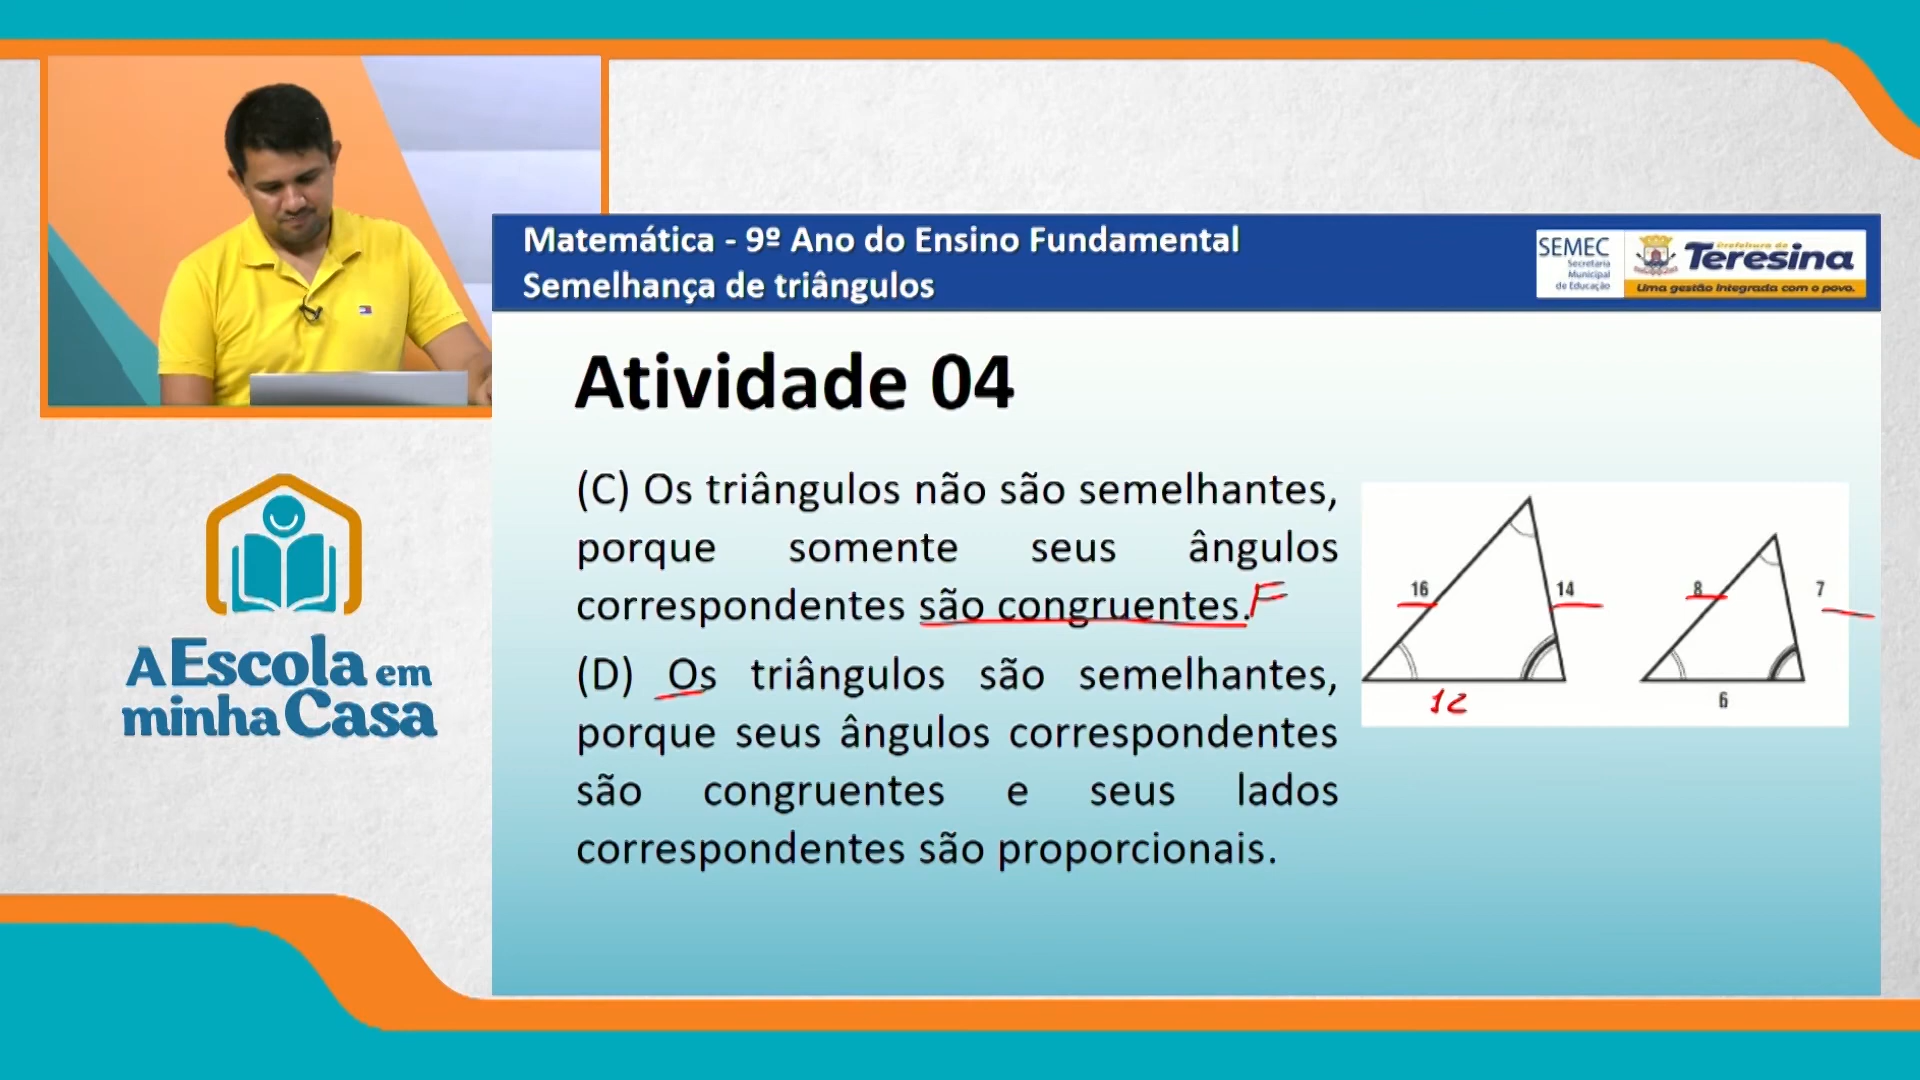 Matemática - 9º Ano do Ensino Fundamental
Semelhança de triângulos
SEMEC
Secretaria
Municipal
de Educação
Prefeitura de
Teresina
Uma gestão integrada com o povo.
Atividade 04
(C) Os triângulos não são semelhantes,
porque somente seus ângulos
correspondentes são congruentes. F
(D) Os triângulos são semelhantes,
porque seus ângulos correspondentes
são congruentes e seus lados
correspondentes são proporcionais.
16
14
12
8
7
6
A Escola em
minha Casa